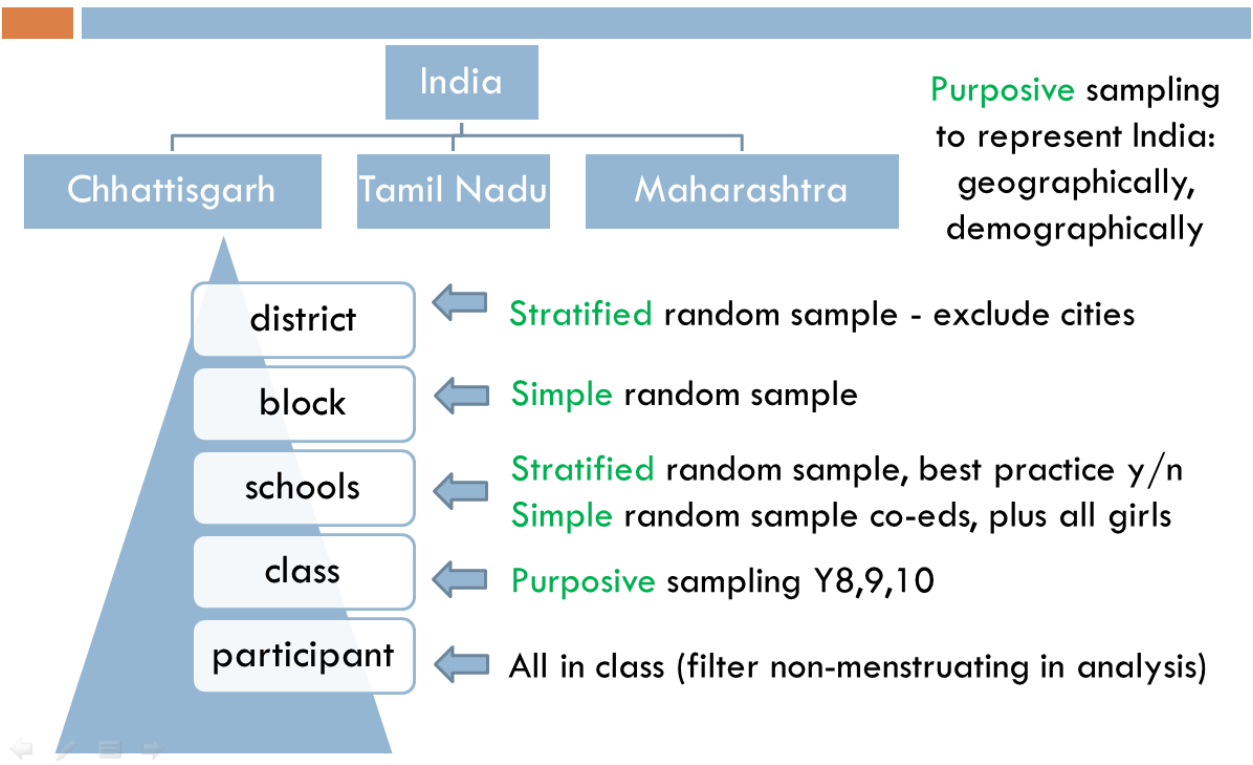 India
Chhattisgarh
Tamil Nadu
Maharashtra
Purposive sampling
to represent India:
geographically,
demographically
district
Stratified random sample - exclude cities
block
Simple random sample
schools
Stratified random sample, best practice y/n
Simple random sample co-eds, plus all girls
class
Purposive sampling Y8,9,10
participant
All in class (filter non-menstruating in analysis)